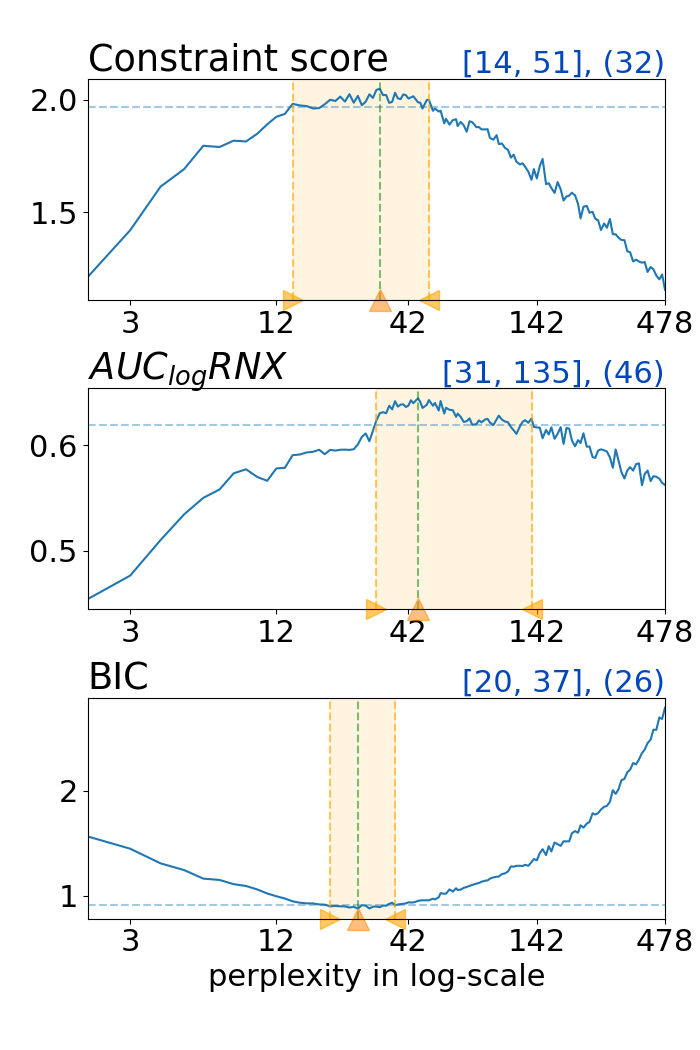 Constraint score [14, 51], (32)
2.0
1.5
3 12 42 142 478
AUClogRNX [31, 135], (46)
0.6
0.5
3 12 42 142 478
BIC [20, 37], (26)
2
1
3 12 42 142 478
perplexity in log-scale